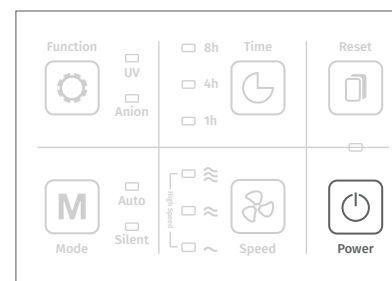 Function
8h
Time
Reset
UV
4h
Anion
1h
High Speed
M
Auto
Silent
Mode
Speed
Power